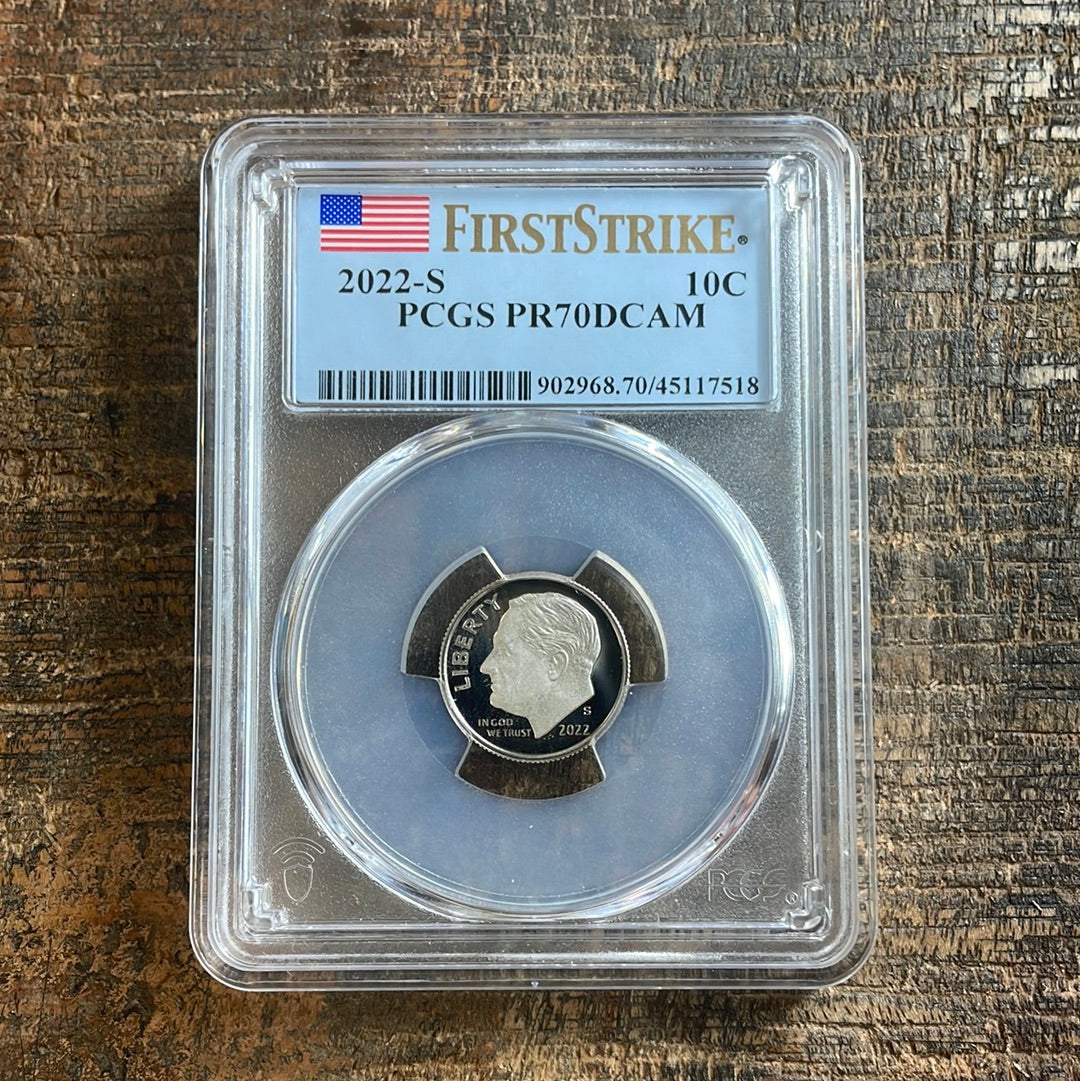 FIRSTSTRIKE®
2022-S 10C
PCGS PR70DCAM
902968.70/45117518
LIBERTY
IN GOD
WE TRUST
S
2022
PCGS®